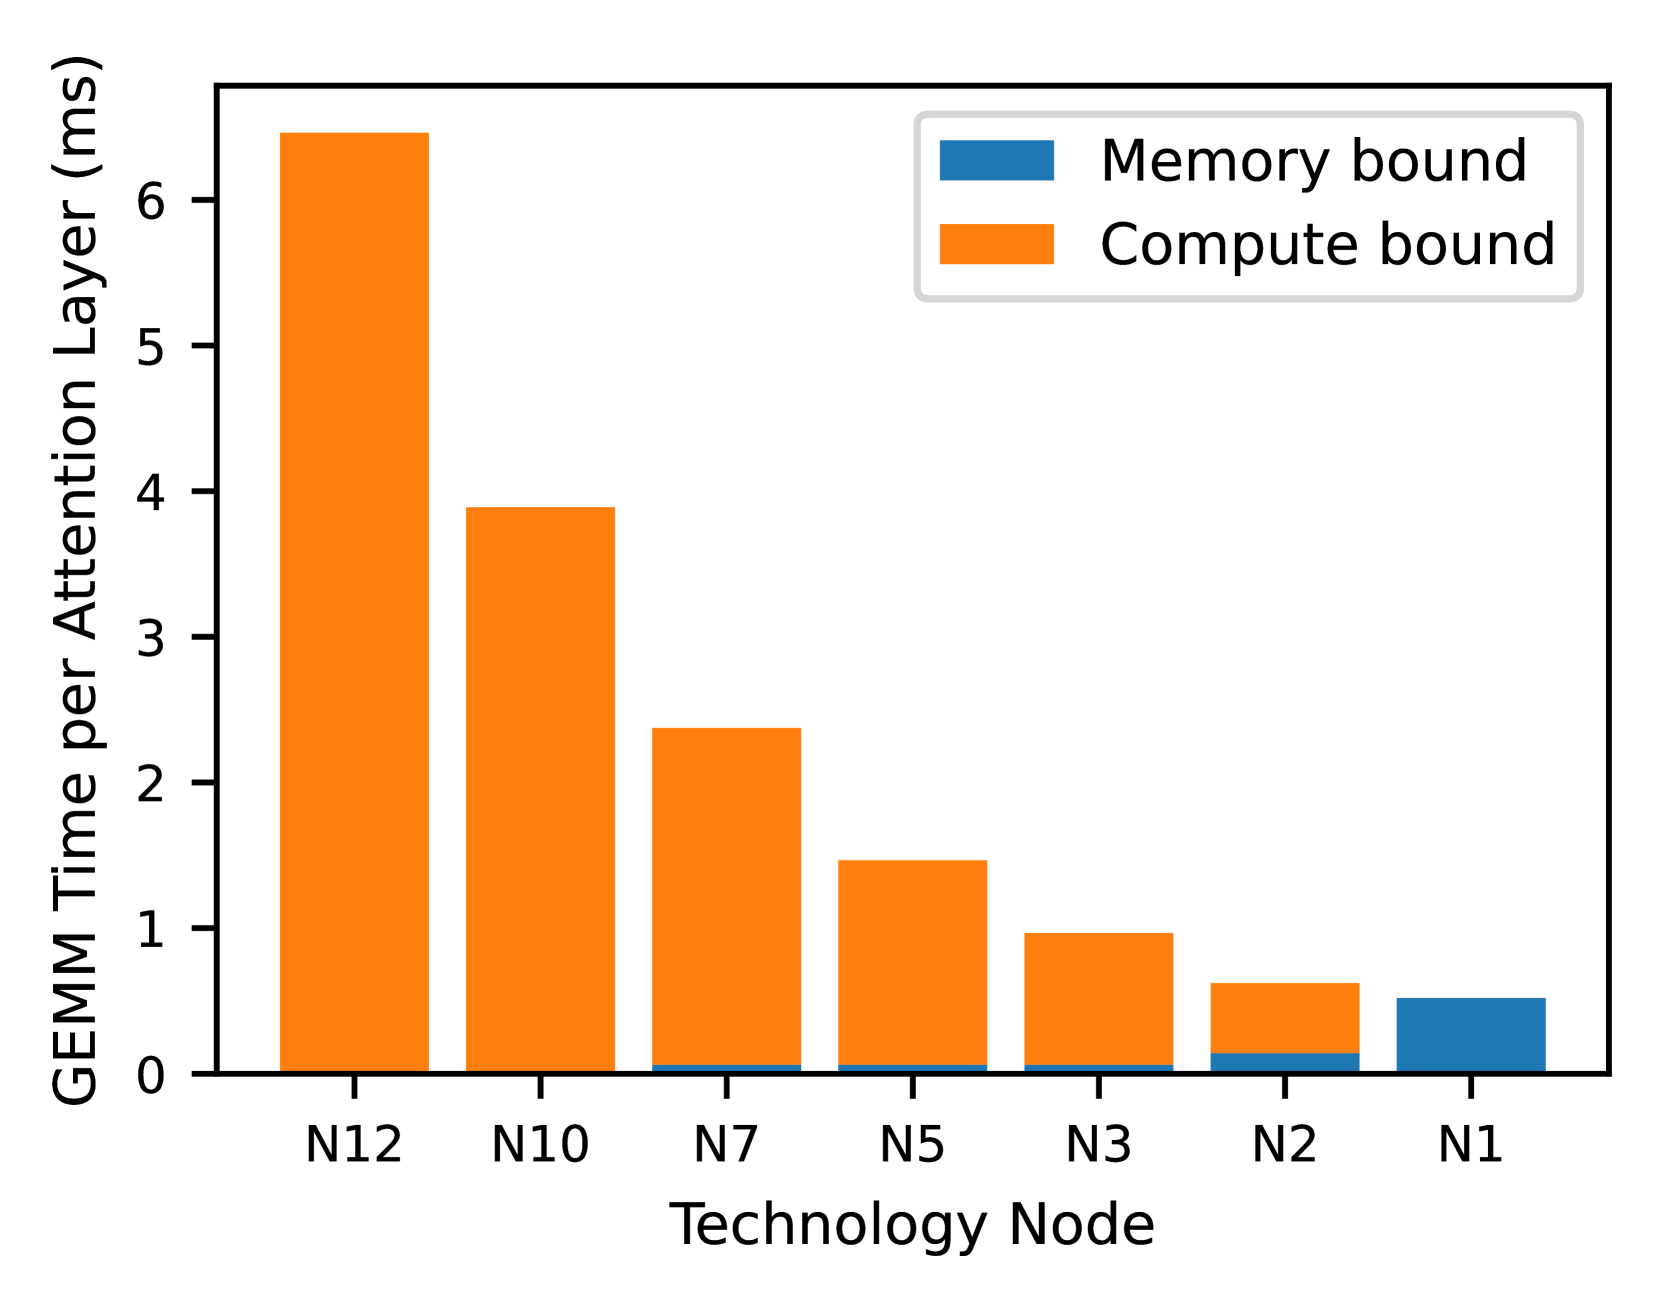 GEMM Time per Attention Layer (ms)
6
5
4
3
2
1
0
Memory bound
Compute bound
N12 N10 N7 N5 N3 N2 N1
Technology Node